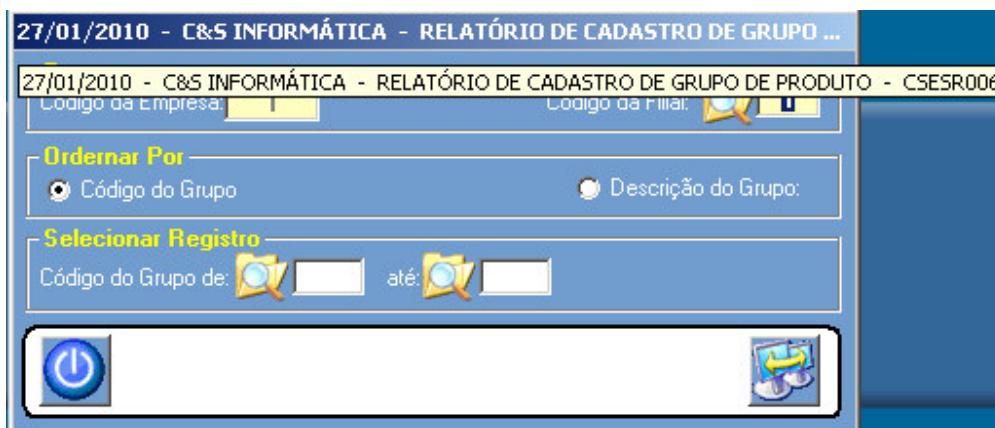 27/01/2010 - C&S INFORMÁTICA - RELATÓRIO DE CADASTRO DE GRUPO ...
27/01/2010 - C&S INFORMÁTICA - RELATÓRIO DE CADASTRO DE GRUPO DE PRODUTO - CSESR006
Código da Empresa: 1 Código da Filial: 0
Ordernar Por
Código do Grupo Descrição do Grupo:
Selecionar Registro
Código do Grupo de: até: